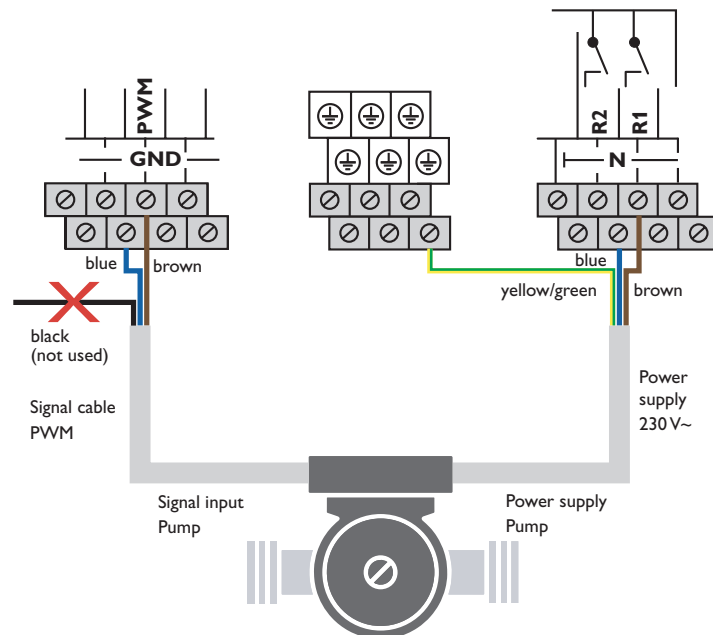 PWM
GND
R2
R1
N
blue
brown
blue
yellow/green
brown
black
(not used)
Signal cable
PWM
Power
supply
230 V~
Signal input
Pump
Power supply
Pump